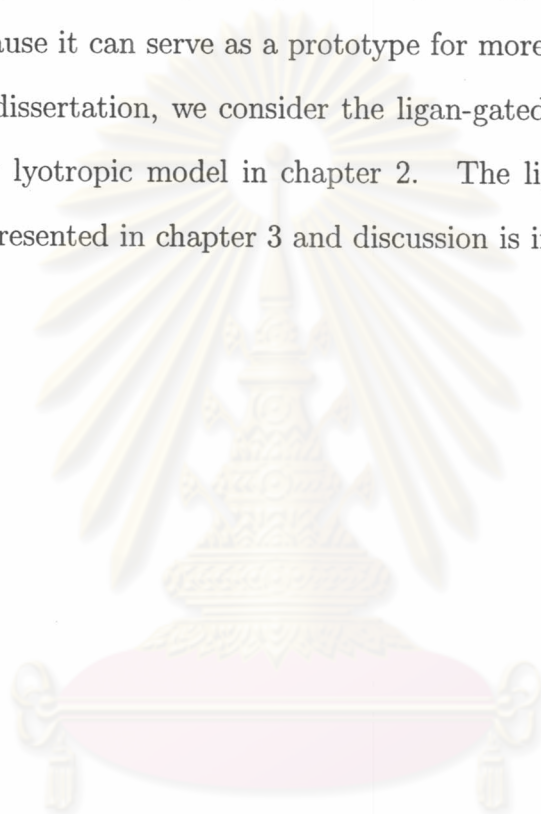 ause it can serve as a prototype for more
dissertation, we consider the ligan-gated
lyotropic model in chapter 2. The li
resented in chapter 3 and discussion is i